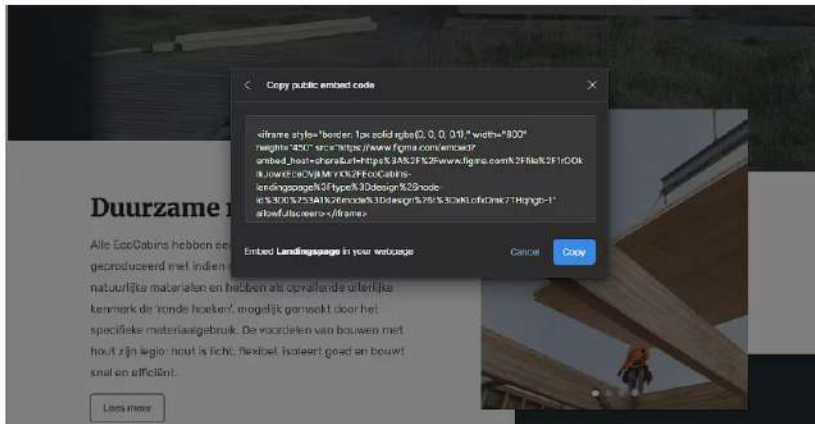 Copy public embed code
<iframe style="border: 1px solid rgba(0, 0, 0, 0.1);" width="800"
height="450" src="https://www.figma.com/embed?
embed_host=share&url=https%3A%2F%2Fwww.figma.com%2Ffile%2F
landingspage%3Ftype%3Ddesign%26node-
allowfullscreen></iframe>
Embed Landingspage in your webpage
Cancel
Copy
Duurzame
Alle EcoCabins hebben
geproduceerd met indien
natuurlijke materialen en hebben als opvallende uiterlijke
kenmerk de 'ronde hoeken', mogelijk gemaakt door het
specifieke materiaalgebruik. De voordelen van bouwen met
hout zijn legio: hout is licht, flexibel, isoleert goed en bouwt
snel en efficiënt.
Lees meer